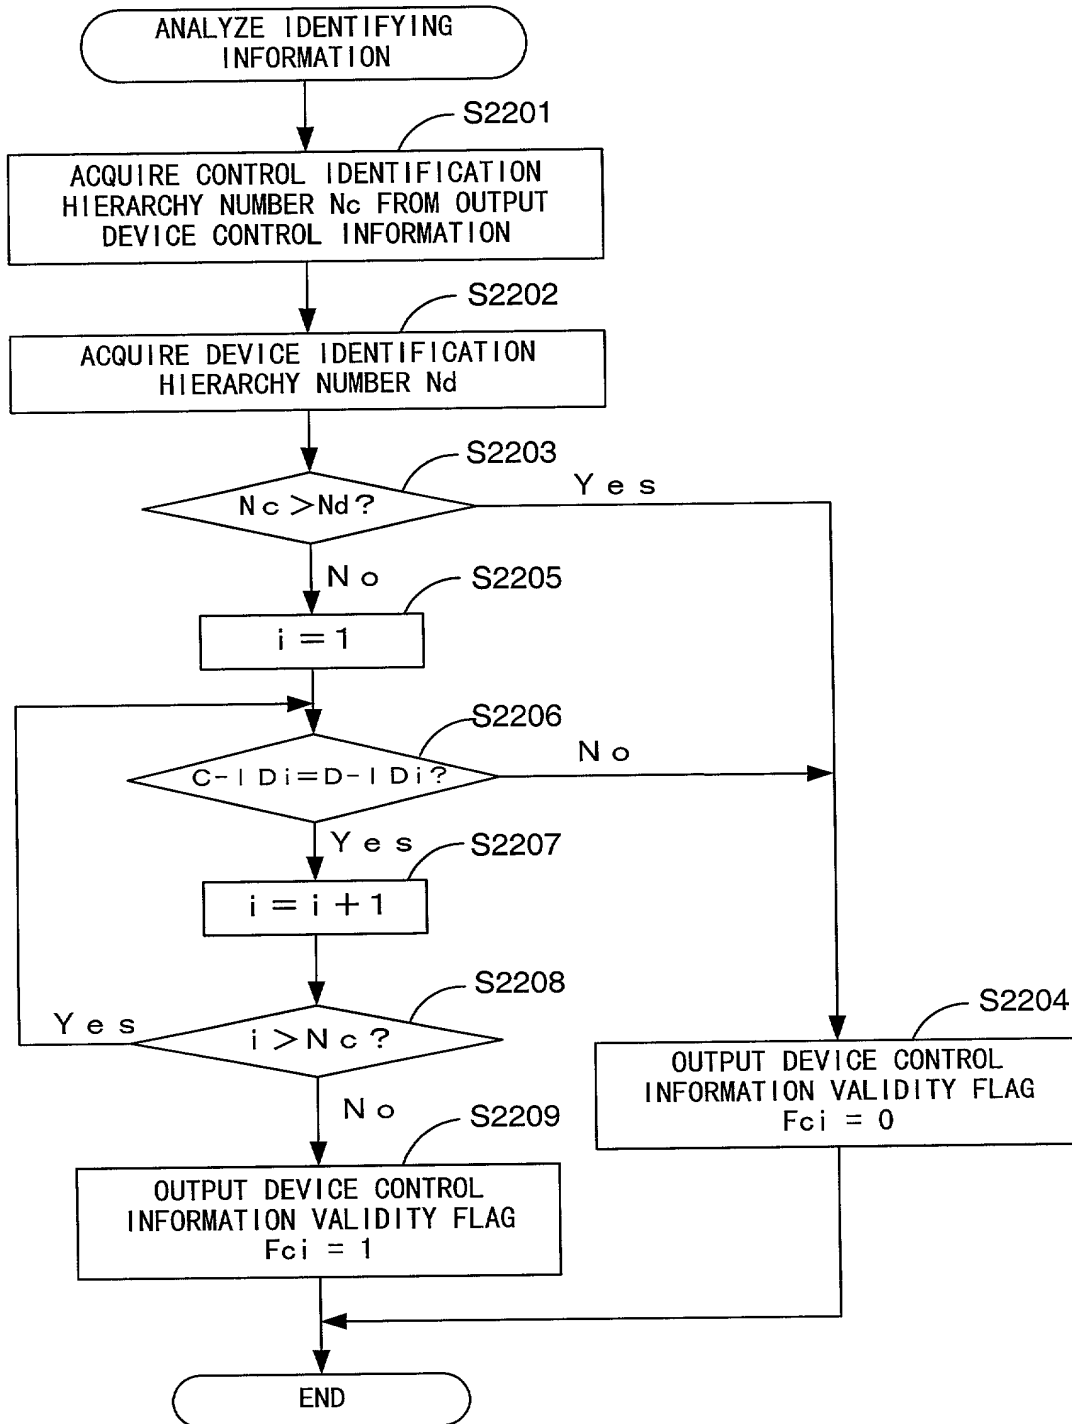 ANALYZE IDENTIFYING
INFORMATION
S2201
ACQUIRE CONTROL IDENTIFICATION
HIERARCHY NUMBER Nc FROM OUTPUT
DEVICE CONTROL INFORMATION
S2202
ACQUIRE DEVICE IDENTIFICATION
HIERARCHY NUMBER Nd
S2203
Nc>Nd?
Yes
No
S2205
i=1
S2206
C-IDi=D-IDi?
No
Yes
S2207
i=i+1
S2208
i>Nc?
Yes
No
S2204
OUTPUT DEVICE CONTROL
INFORMATION VALIDITY FLAG
Fci = 0
S2209
OUTPUT DEVICE CONTROL
INFORMATION VALIDITY FLAG
Fci = 1
END